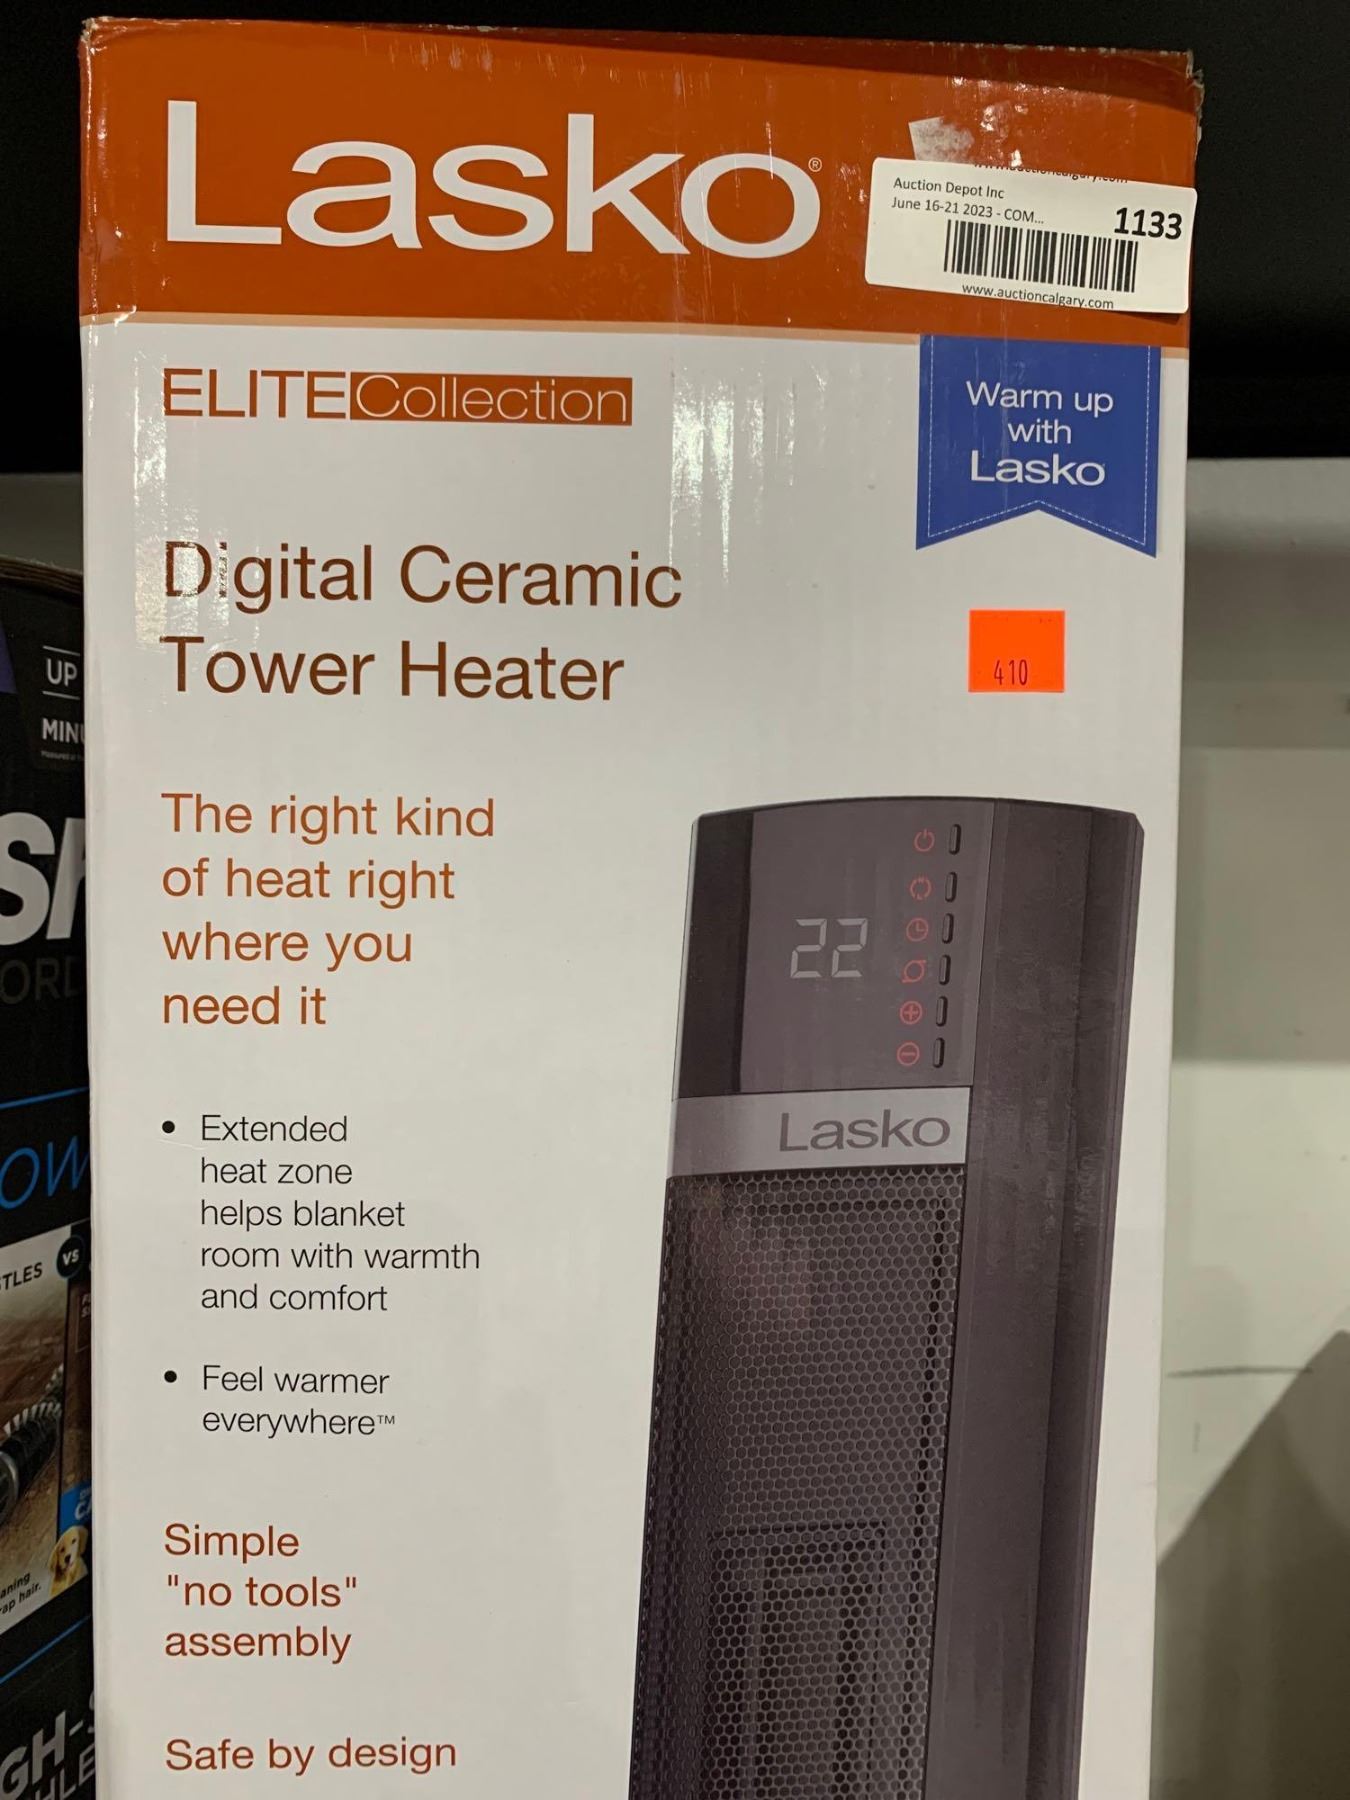 Lasko®
Auction Depot Inc
June 16-21 2023 - COM...
1133
www.auctioncalgary.com
ELITE Collection
Warm up
with
Lasko
Digital Ceramic
Tower Heater
410
The right kind
of heat right
where you
need it
22
Lasko
• Extended
heat zone
helps blanket
room with warmth
and comfort
• Feel warmer
everywhere™
Simple
"no tools"
assembly
Safe by design
UP
VS